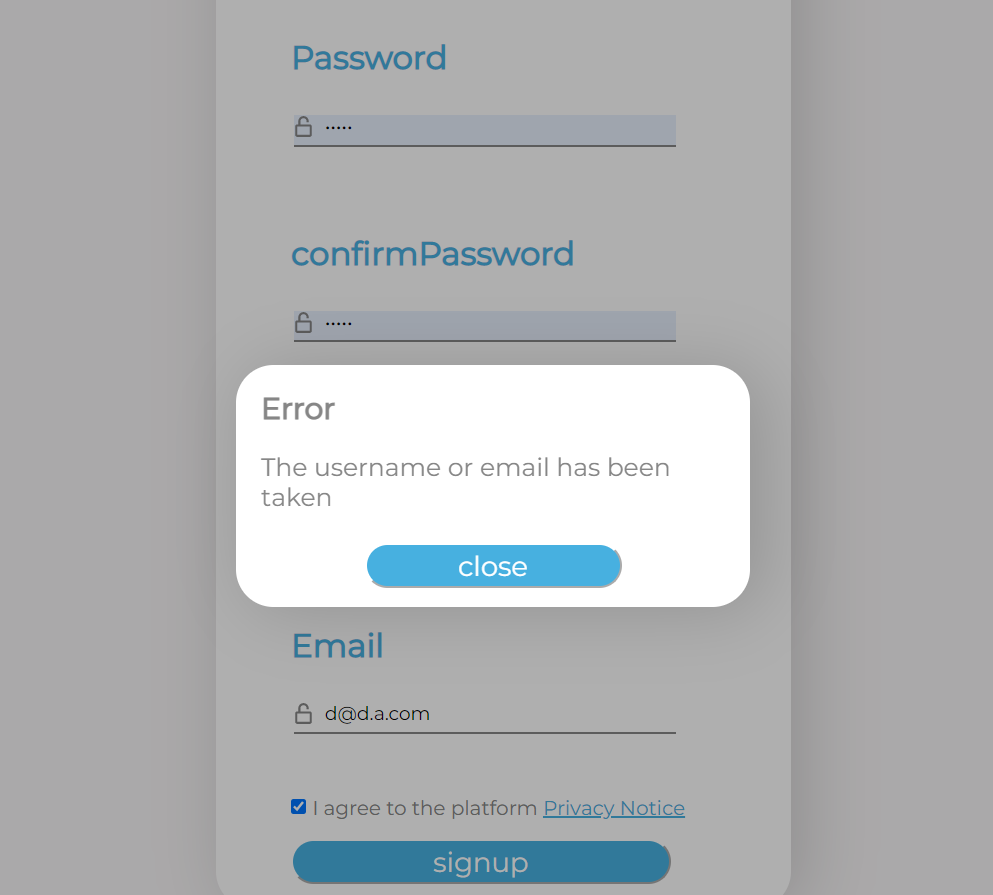 Password
•••••
confirmPassword
•••••
Error
The username or email has been
taken
close
Email
d@d.a.com
I agree to the platform Privacy Notice
signup